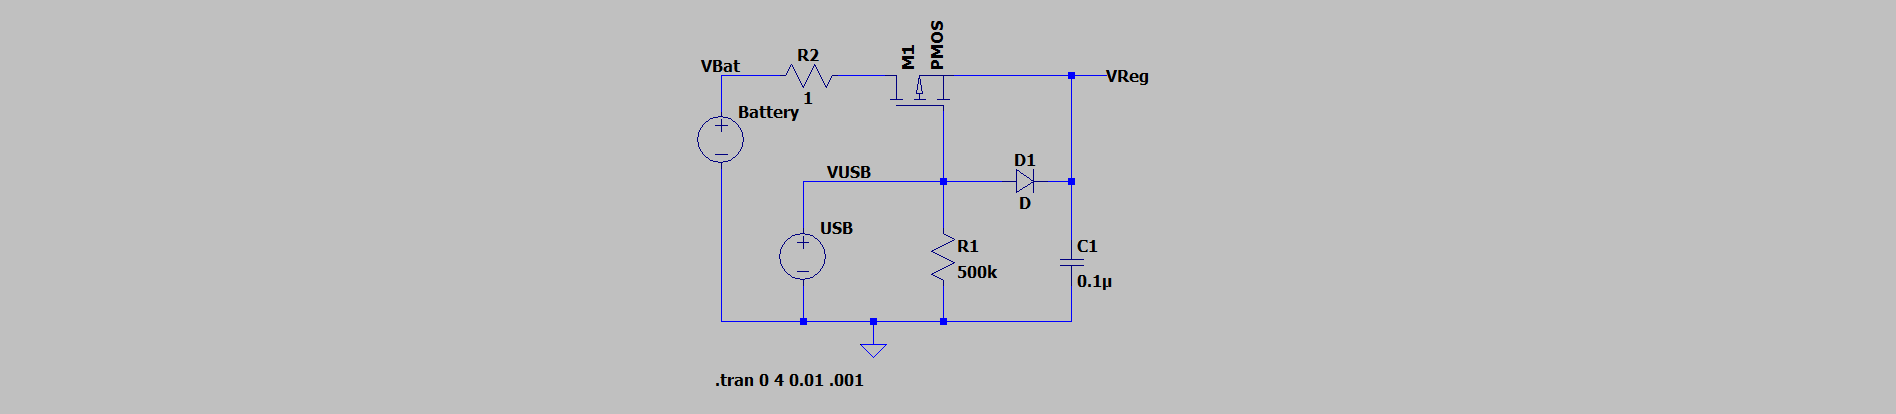 VBat
R2
1
M1
PMOS
VReg
Battery
VUSB
D1
D
USB
R1
500k
C1
0.1µ
.tran 0 4 0.01 .001